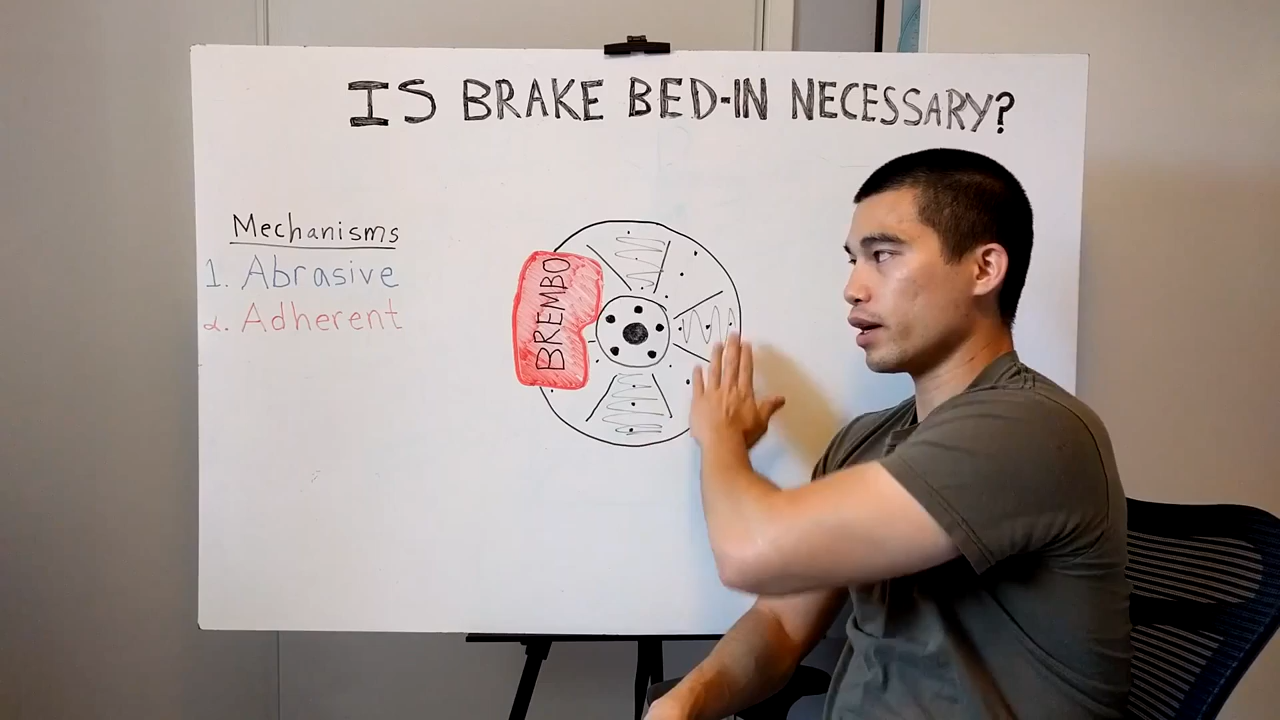 IS BRAKE BED-IN NECESSARY?
Mechanisms
1. Abrasive
2. Adherent
BREMBO